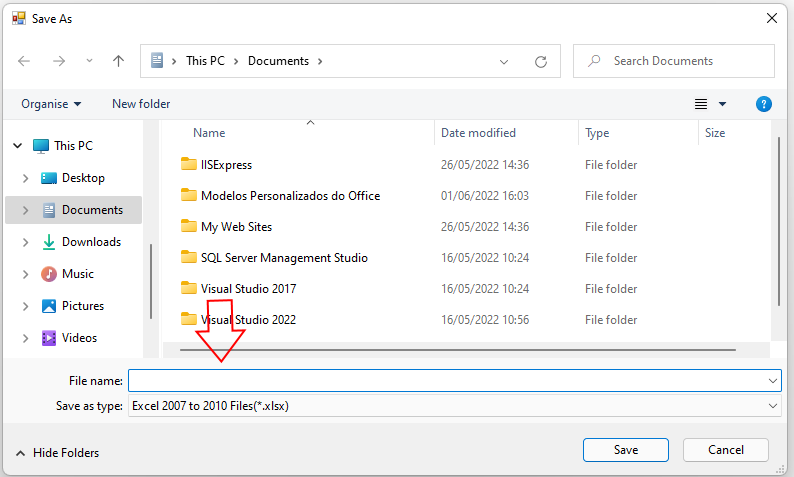 Save As
This PC
Documents
Search Documents
Organise
New folder
Name Date modified Type Size
This PC
Desktop
Documents
Downloads
Music
Pictures
Videos
IISExpress 26/05/2022 14:36 File folder
Modelos Personalizados do Office 01/06/2022 16:03 File folder
My Web Sites 26/05/2022 14:36 File folder
SQL Server Management Studio 16/05/2022 10:24 File folder
Visual Studio 2017 16/05/2022 10:24 File folder
Visual Studio 2022 16/05/2022 10:56 File folder
File name:
Save as type: Excel 2007 to 2010 Files(*.xlsx)
Hide Folders
Save
Cancel